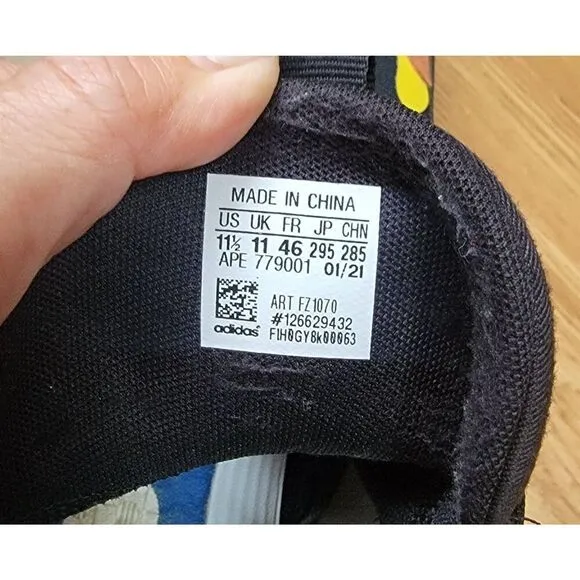 MADE IN CHINA
US UK FR JP CHN
11½ 11 46 295 285
APE 779001 01/21
ART FZ1070
#126629432
adidas FIH0GY8k00063